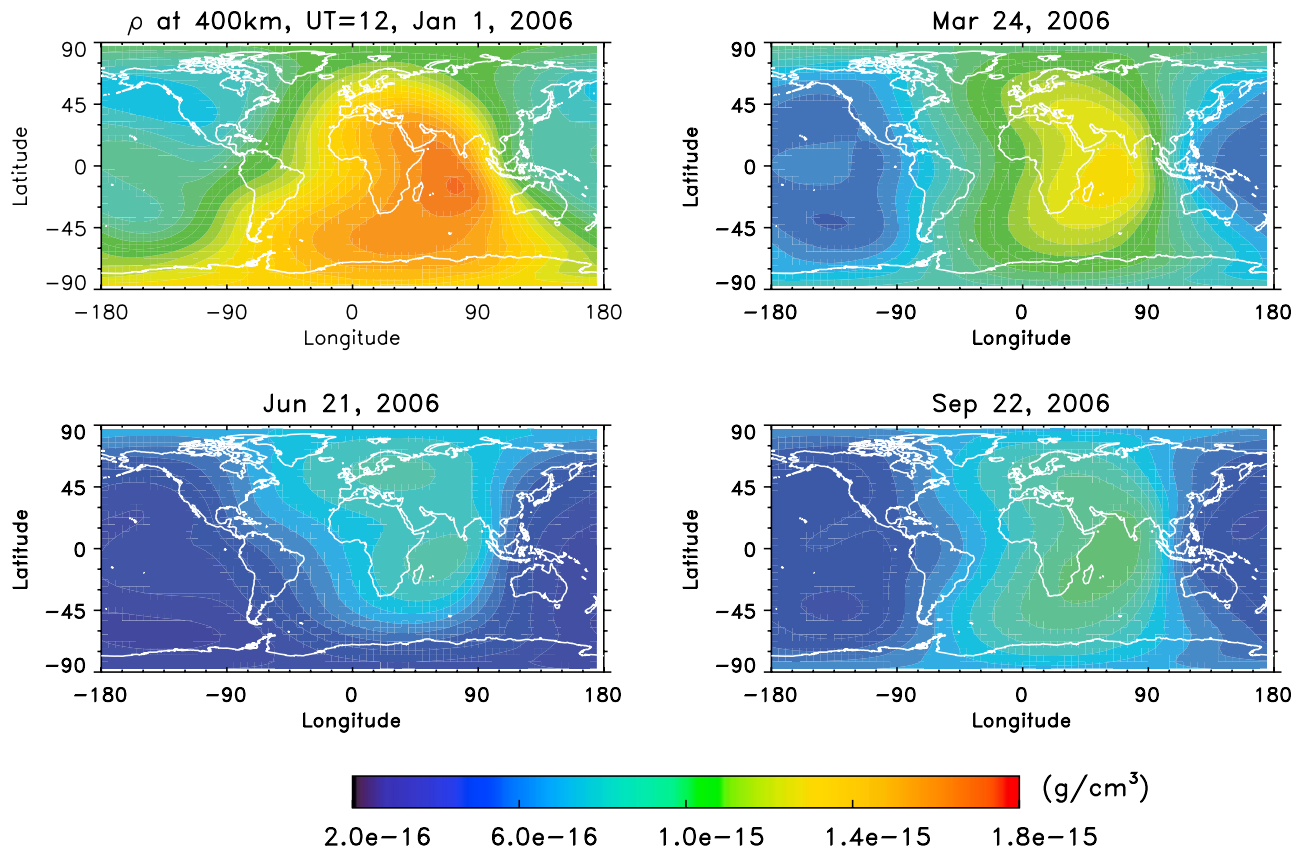 ρ at 400km, UT=12, Jan 1, 2006
90
45
0
−45
−90
Latitude
−180 −90 0 90 180
Longitude
Mar 24, 2006
90
45
0
−45
−90
Latitude
−180 −90 0 90 180
Longitude
Jun 21, 2006
90
45
0
−45
−90
Latitude
−180 −90 0 90 180
Longitude
Sep 22, 2006
90
45
0
−45
−90
Latitude
−180 −90 0 90 180
Longitude
(g/cm³)
2.0e−16 6.0e−16 1.0e−15 1.4e−15 1.8e−15